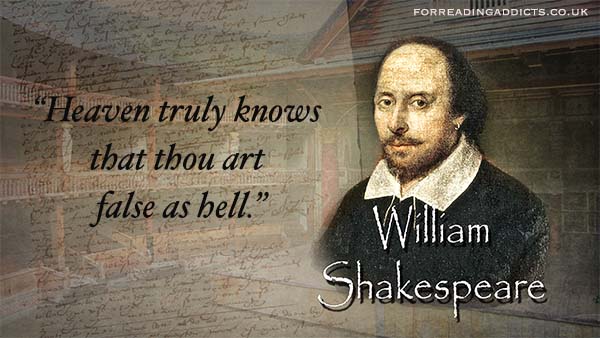 FORREADINGADDICTS.CO.UK
“Heaven truly knows
that thou art
false as hell.”
William
Shakespeare